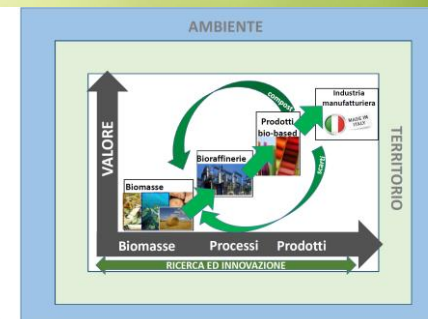 AMBIENTE
TERRITORIO
VALORE
Industria
manifatturiera
MADE IN
ITALY
compost
Prodotti
bio-based
Bioraffinerie
scarti
Biomasse
Biomasse Processi Prodotti
RICERCA ED INNOVAZIONE